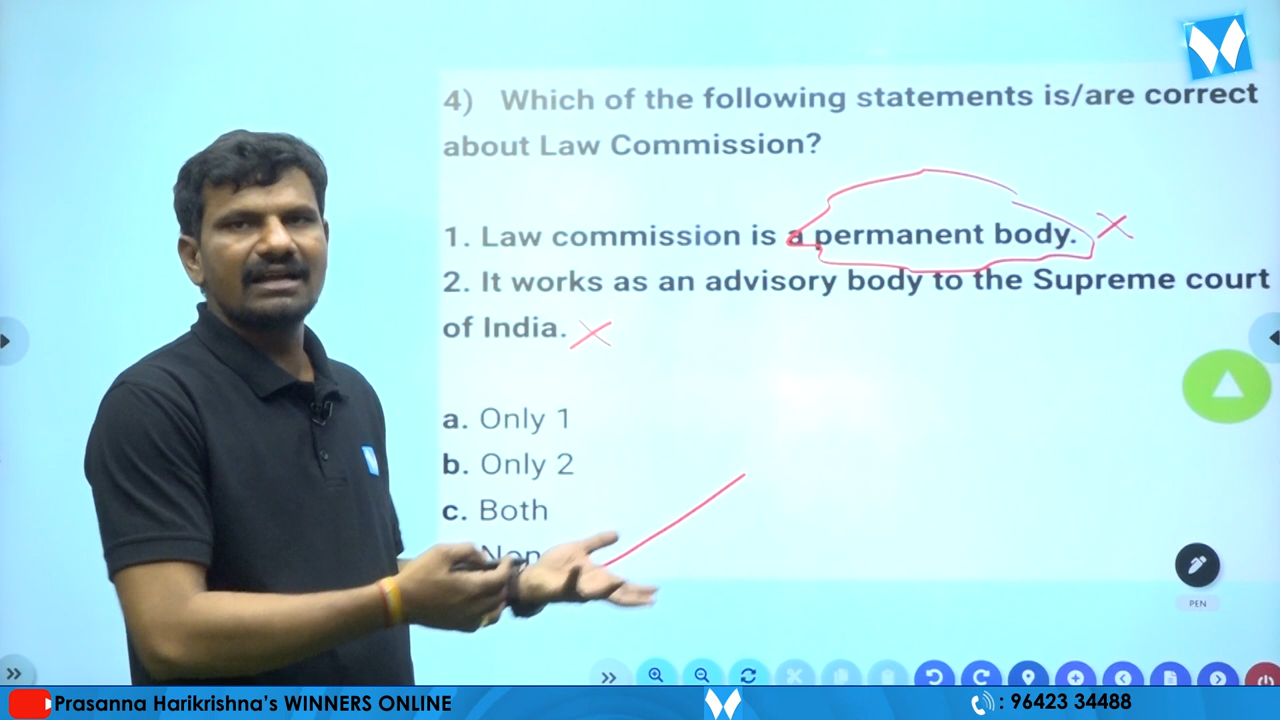 4) Which of the following statements is/are correct
about Law Commission?
1. Law commission is a permanent body.
2. It works as an advisory body to the Supreme court
of India.
a. Only 1
b. Only 2
c. Both
PEN
Prasanna Harikrishna's WINNERS ONLINE
: 96423 34488